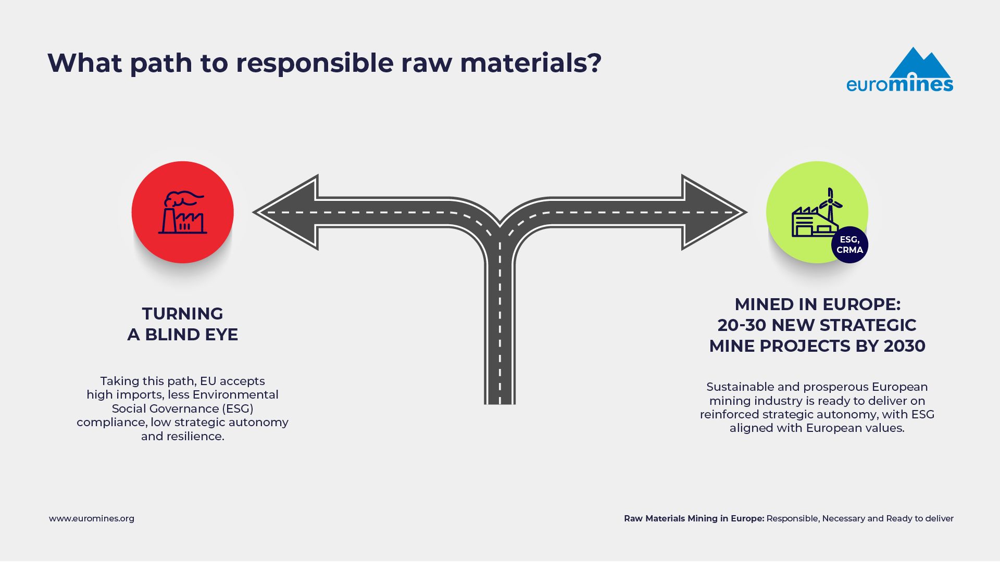 What path to responsible raw materials?
euromines
TURNING
A BLIND EYE
Taking this path, EU accepts
high imports, less Environmental
Social Governance (ESG)
compliance, low strategic autonomy
and resilience.
ESG,
CRMA
MINED IN EUROPE:
20-30 NEW STRATEGIC
MINE PROJECTS BY 2030
Sustainable and prosperous European
mining industry is ready to deliver on
reinforced strategic autonomy, with ESG
aligned with European values.
www.euromines.org
Raw Materials Mining in Europe: Responsible, Necessary and Ready to deliver